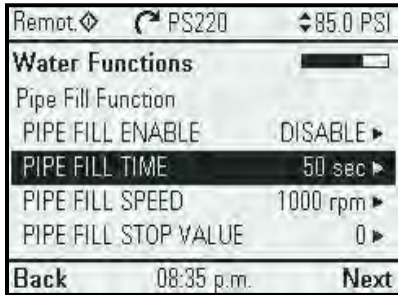 Remot. PS220 85.0 PSI
Water Functions
Pipe Fill Function
PIPE FILL ENABLE DISABLE
PIPE FILL TIME 50 sec
PIPE FILL SPEED 1000 rpm
PIPE FILL STOP VALUE 0
Back 08:35 p.m. Next